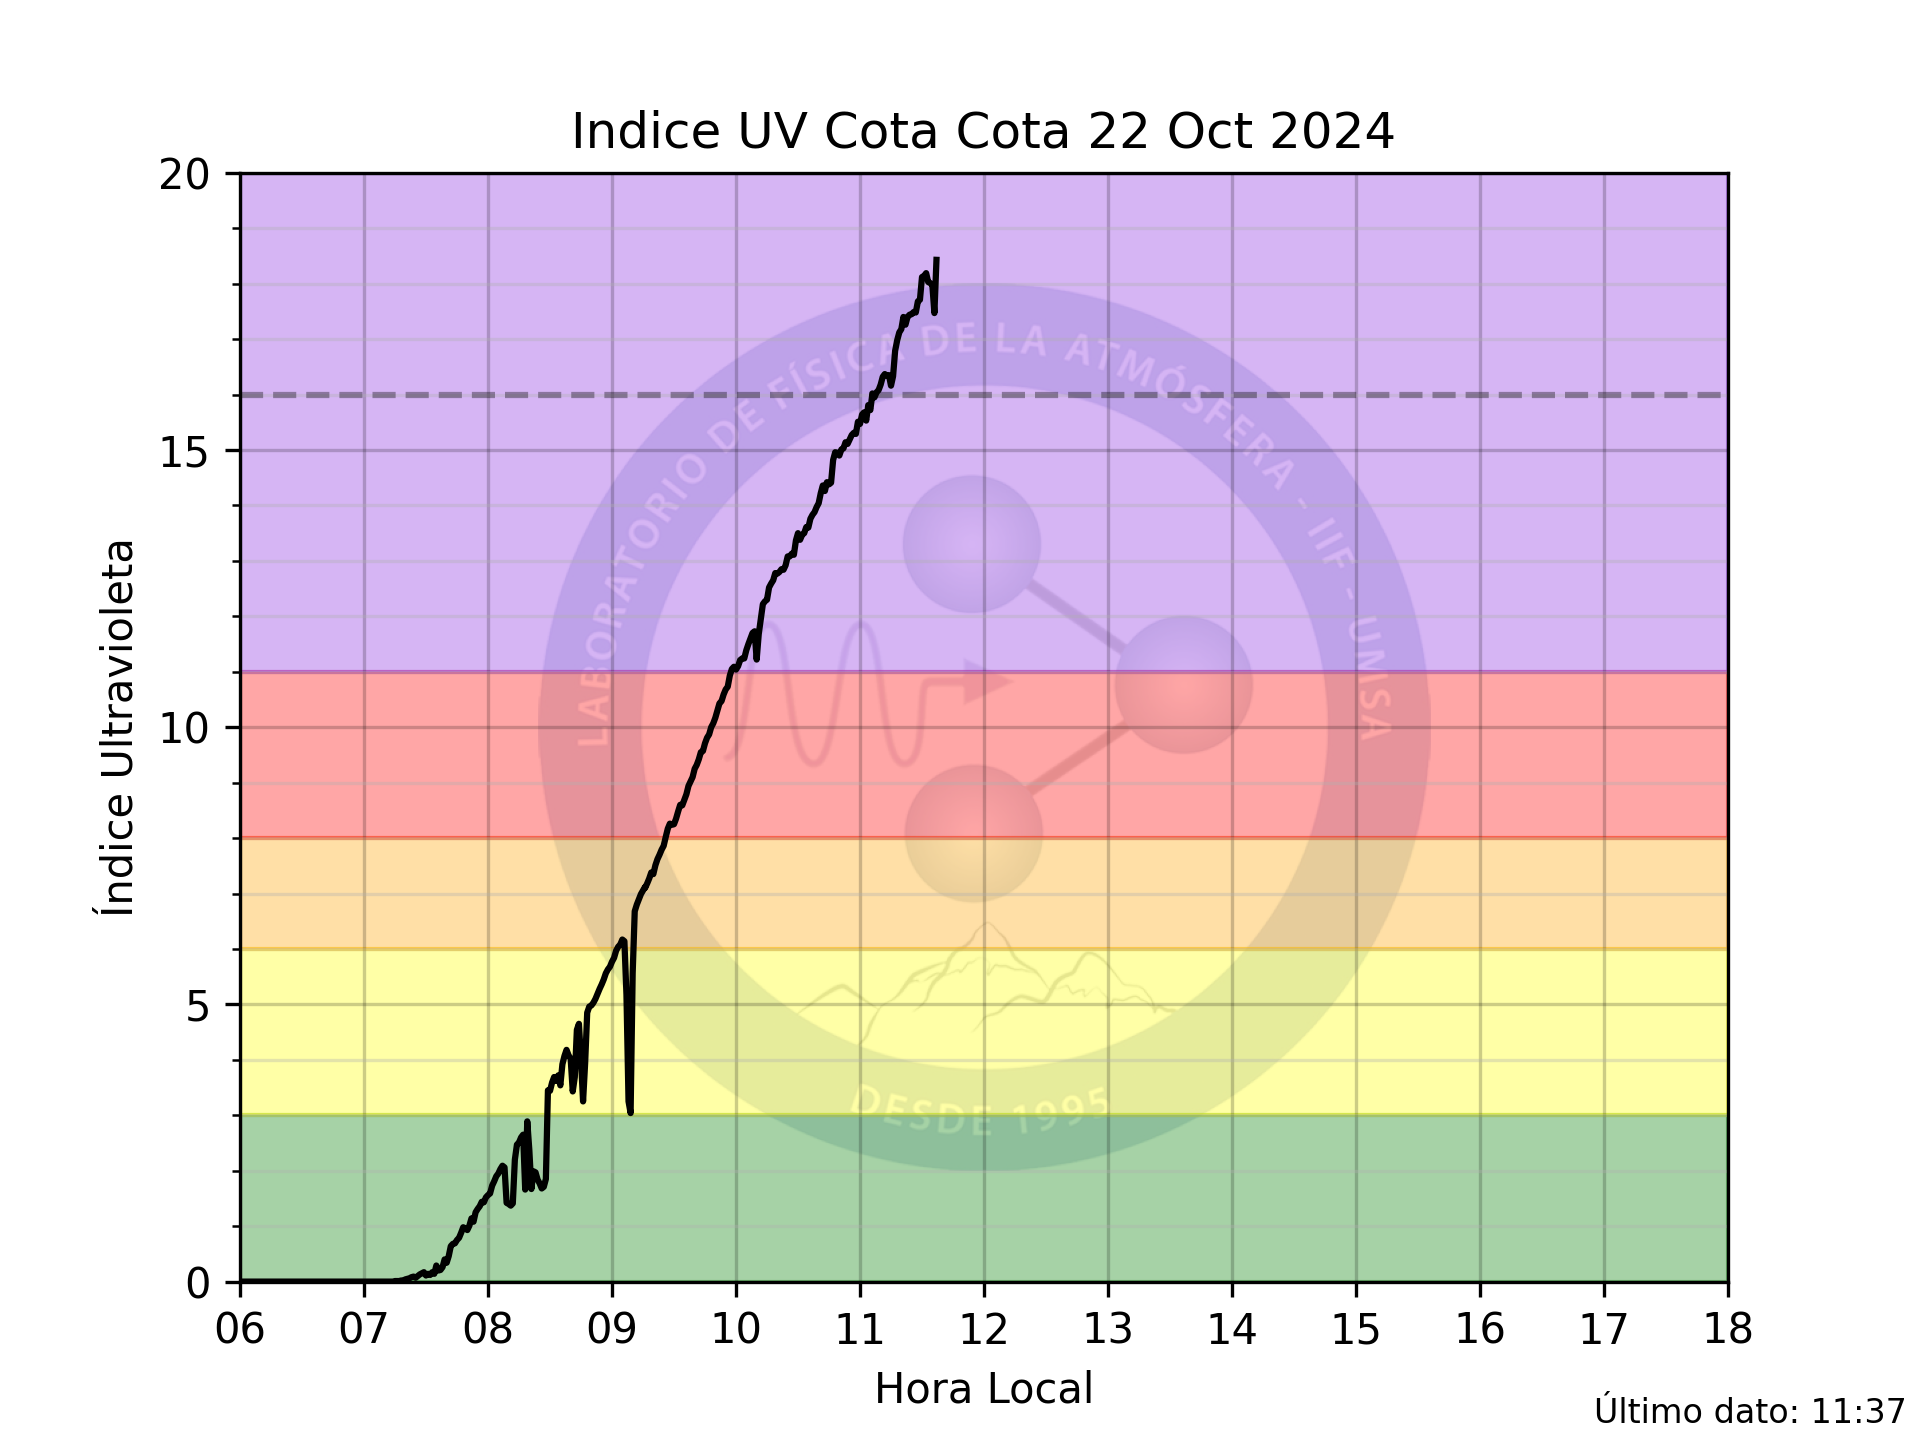 Indice UV Cota Cota 22 Oct 2024
20
15
10
5
0
Índice Ultravioleta
LABORATORIO DE FÍSICA DE LA ATMÓSFERA - IIF - UMSA
DESDE 1995
06 07 08 09 10 11 12 13 14 15 16 17 18
Hora Local
Último dato: 11:37